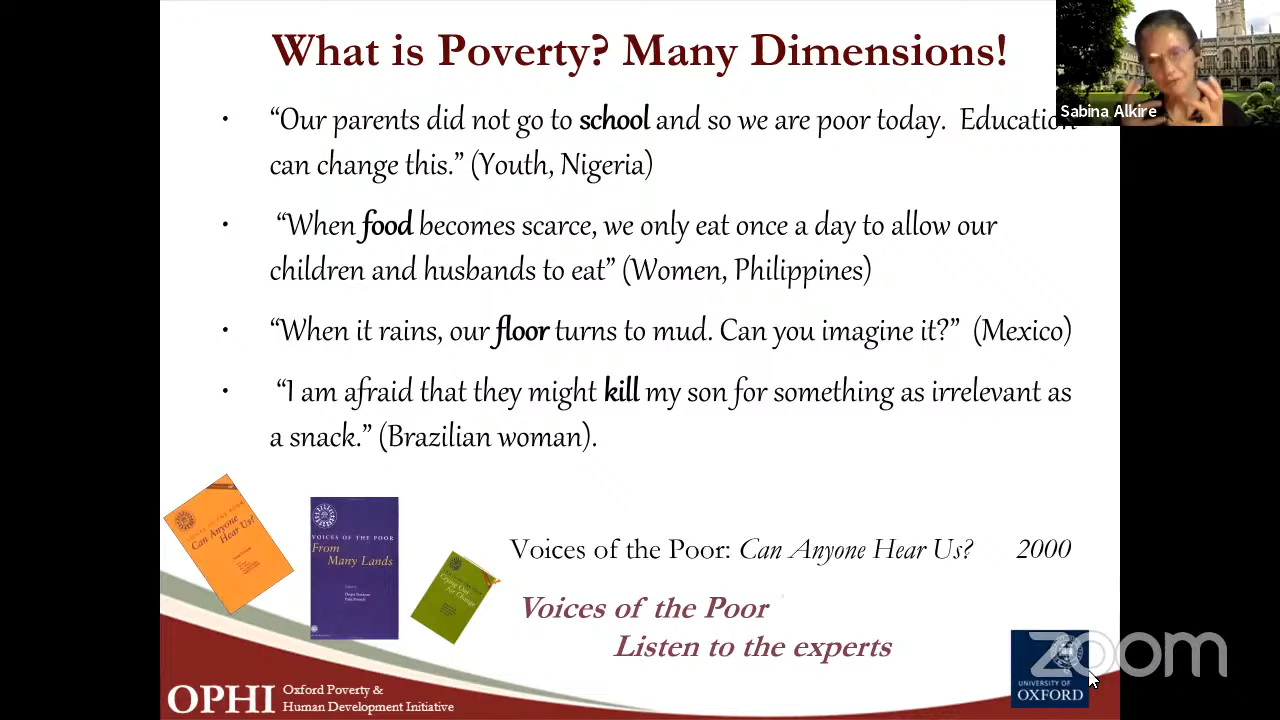 What is Poverty? Many Dimensions!
Sabina Alkire
• “Our parents did not go to school and so we are poor today. Education
can change this.” (Youth, Nigeria)
• “When food becomes scarce, we only eat once a day to allow our
children and husbands to eat” (Women, Philippines)
• “When it rains, our floor turns to mud. Can you imagine it?” (Mexico)
• “I am afraid that they might kill my son for something as irrelevant as
a snack.” (Brazilian woman).
Can Anyone
Hear Us?
VOICES OF THE POOR
From
Many Lands
Crying Out
For Change
Voices of the Poor: Can Anyone Hear Us? 2000
Voices of the Poor
Listen to the experts
OPHI
Oxford Poverty &
Human Development Initiative
UNIVERSITY OF
OXFORD
zoom